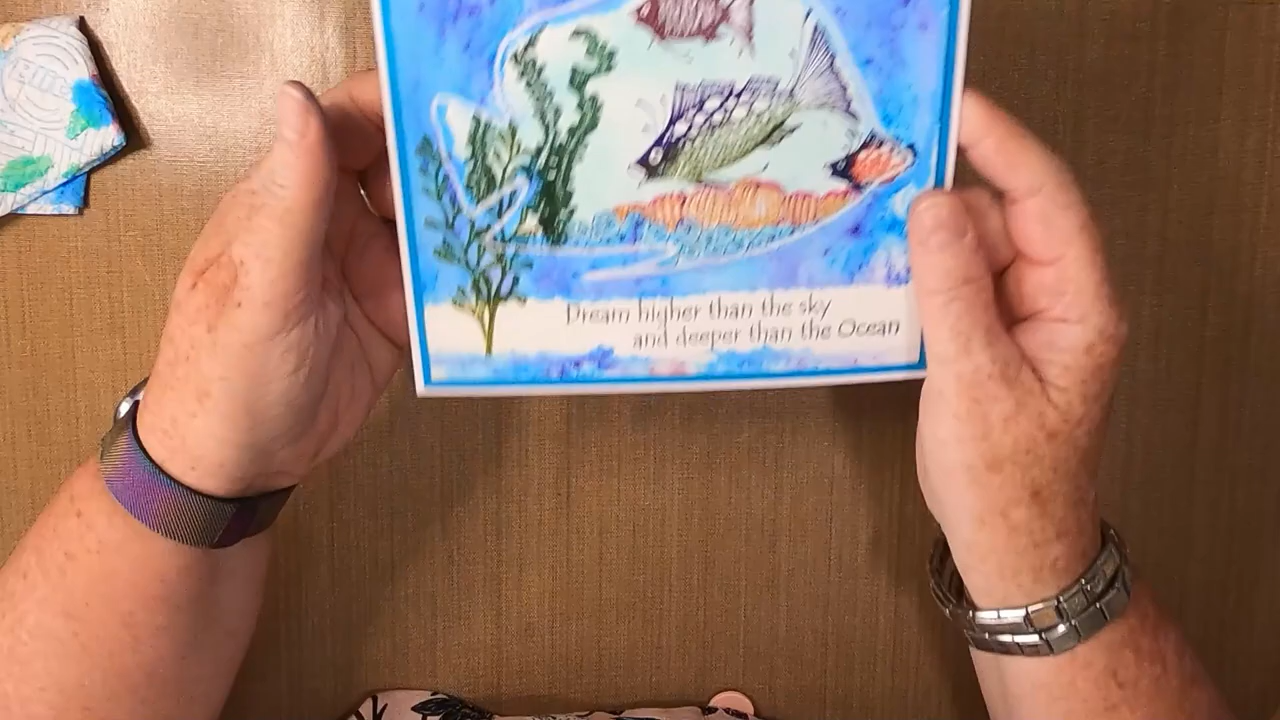 Dream higher than the sky
and deeper than the Ocean